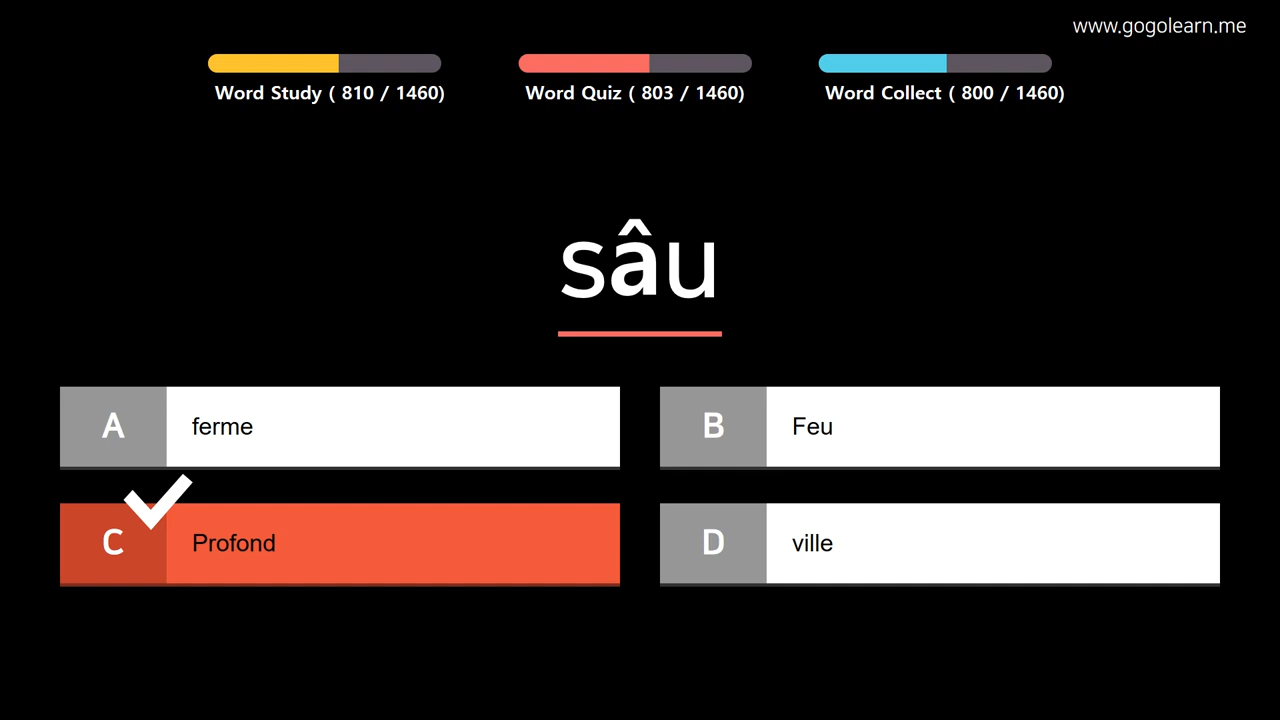 www.gogolearn.me
Word Study ( 810 / 1460)
Word Quiz ( 803 / 1460)
Word Collect ( 800 / 1460)
sâu
A ferme
B Feu
C Profond
D ville